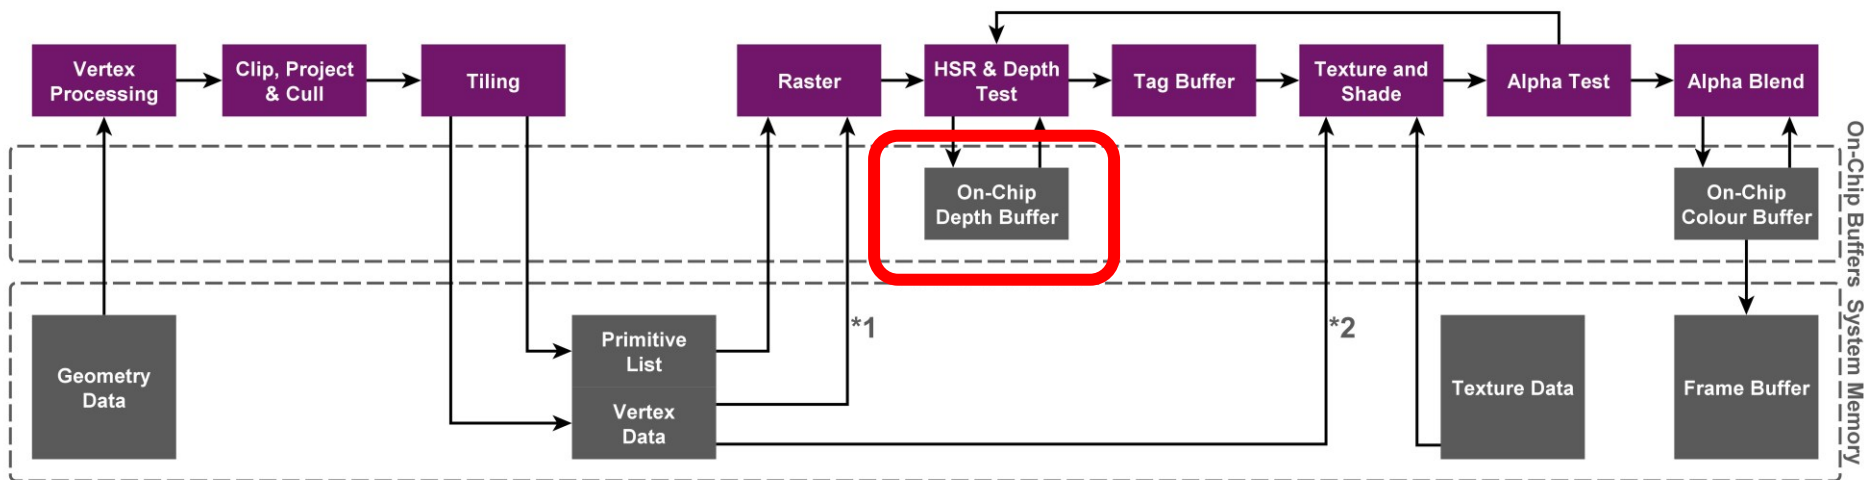 Vertex
Processing
Clip, Project
& Cull
Tiling
Raster
HSR & Depth
Test
Tag Buffer
Texture and
Shade
Alpha Test
Alpha Blend
On-Chip
Depth Buffer
On-Chip
Colour Buffer
On-Chip Buffers
Geometry
Data
Primitive
List
Vertex
Data
*1
*2
Texture Data
Frame Buffer
System Memory